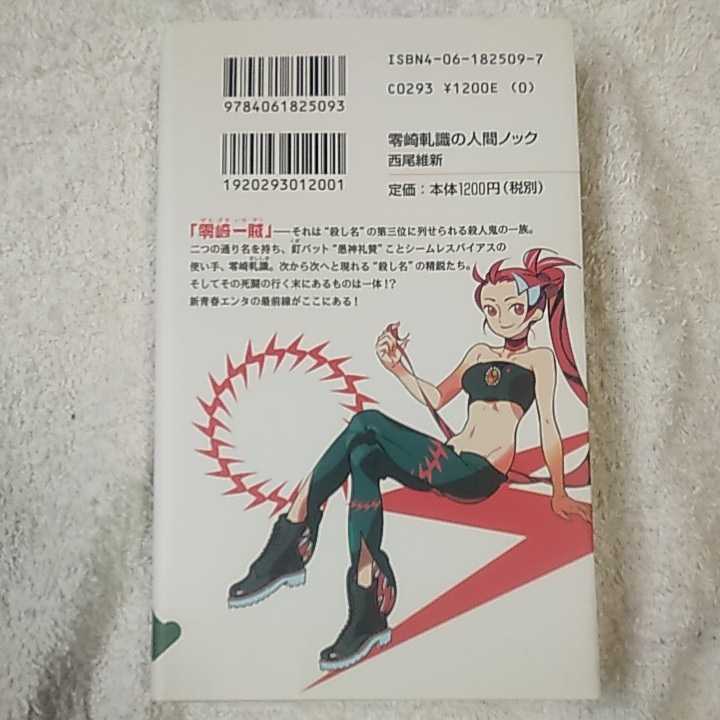 ISBN4-06-182509-7
9784061825093
C0293 ¥1200E (0)
零崎軋識の人間ノック
西尾維新
1920293012001
定価：本体1200円(税別)
「零崎一賊」——それは“殺し名”の第三位に列せられる殺人鬼の一族。
二つの通り名を持ち、釘バット“愚神礼賛”ことシームレスバイアスの
使い手、零崎軋識。次から次へと現れる“殺し名”の精鋭たち。
そしてその死闘の行く末にあるものは一体!?
新青春エンタの最前線がここにある！